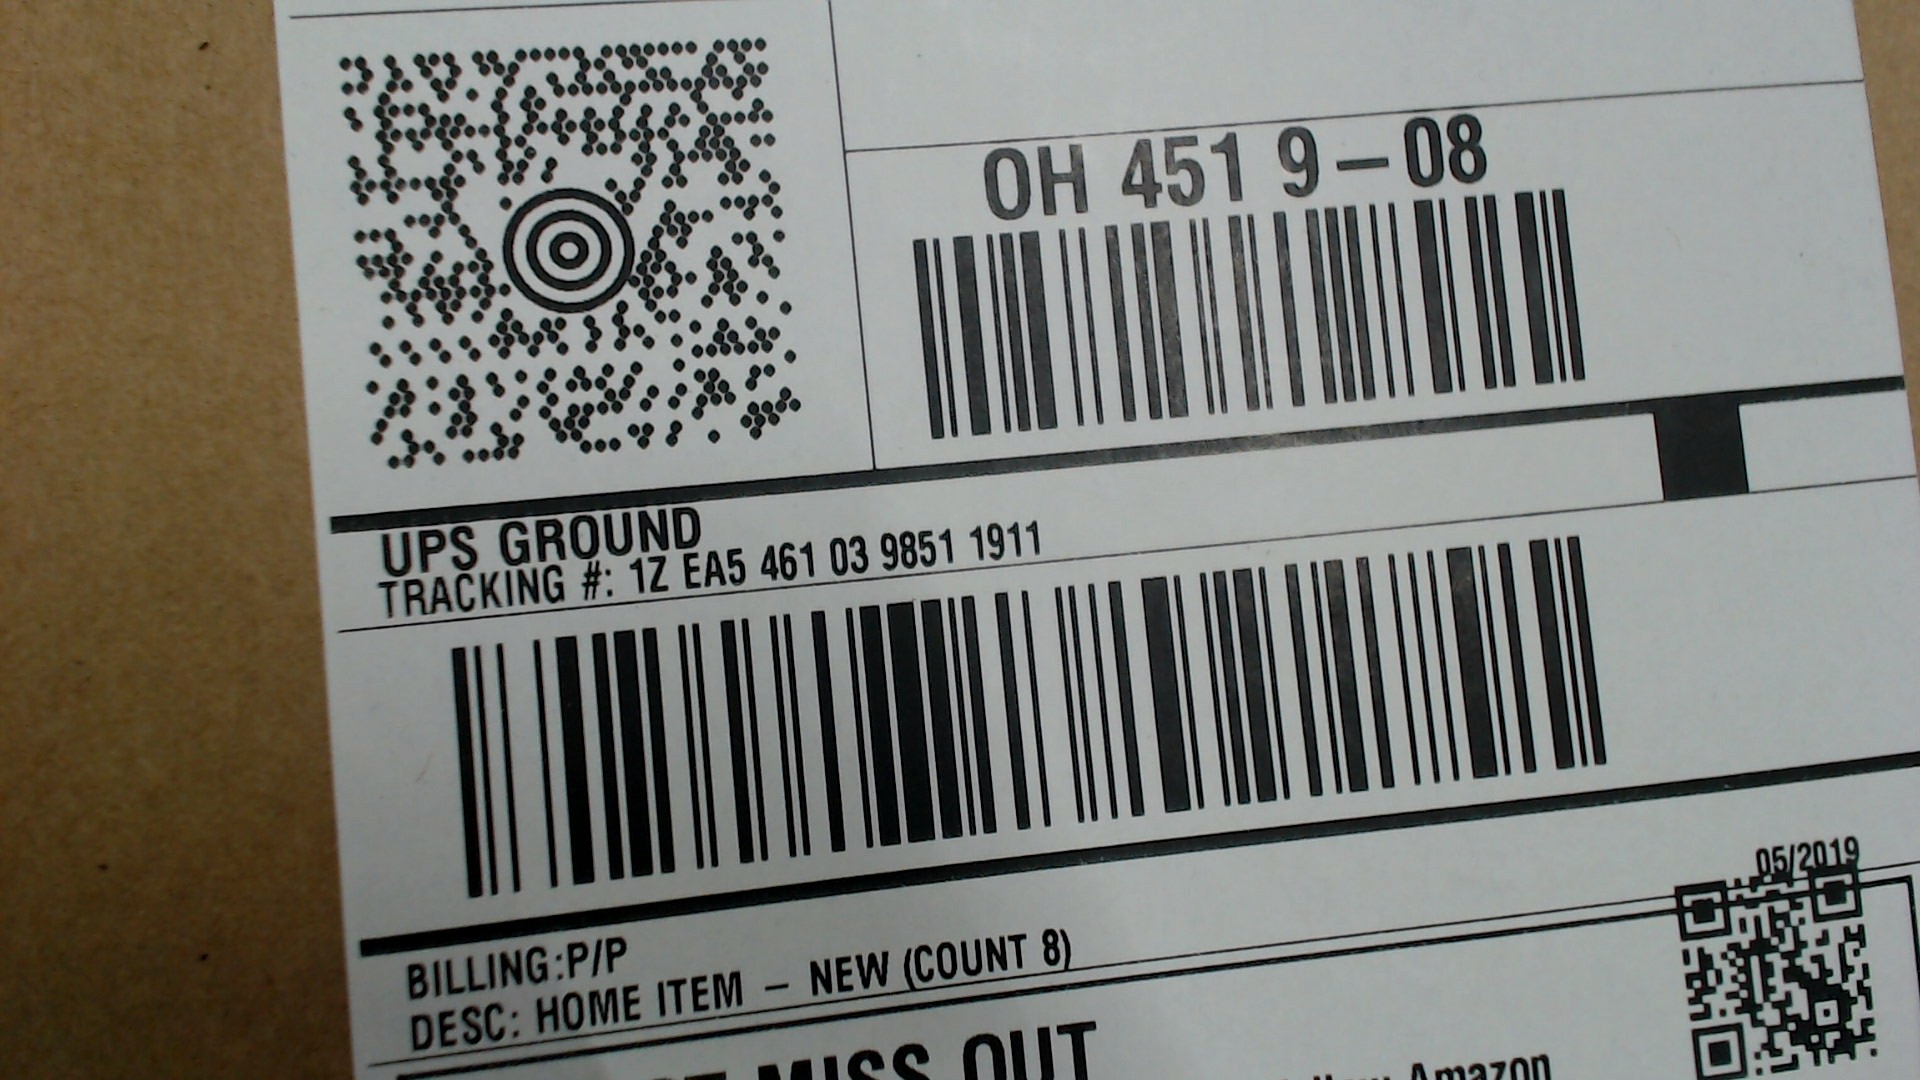 OH 451 9-08
UPS GROUND
TRACKING #: 1Z EA5 461 03 9851 1911
BILLING:P/P
DESC: HOME ITEM - NEW (COUNT 8)
05/2019
MISS OUT
Amazon